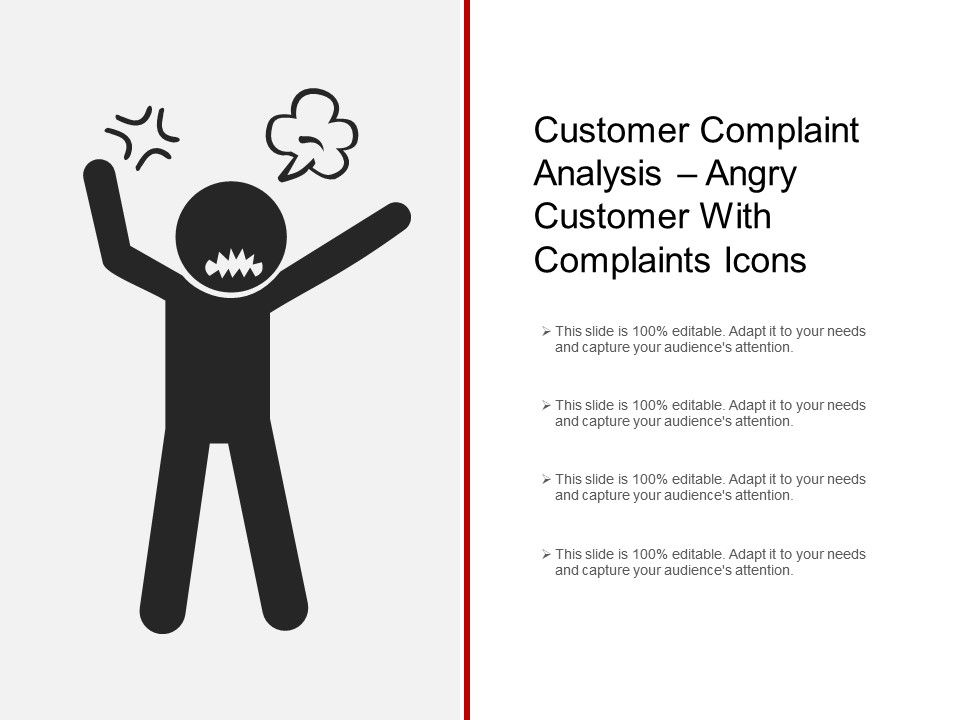 Customer Complaint
Analysis – Angry
Customer With
Complaints Icons
➢ This slide is 100% editable. Adapt it to your needs
and capture your audience's attention.
➢ This slide is 100% editable. Adapt it to your needs
and capture your audience's attention.
➢ This slide is 100% editable. Adapt it to your needs
and capture your audience's attention.
➢ This slide is 100% editable. Adapt it to your needs
and capture your audience's attention.